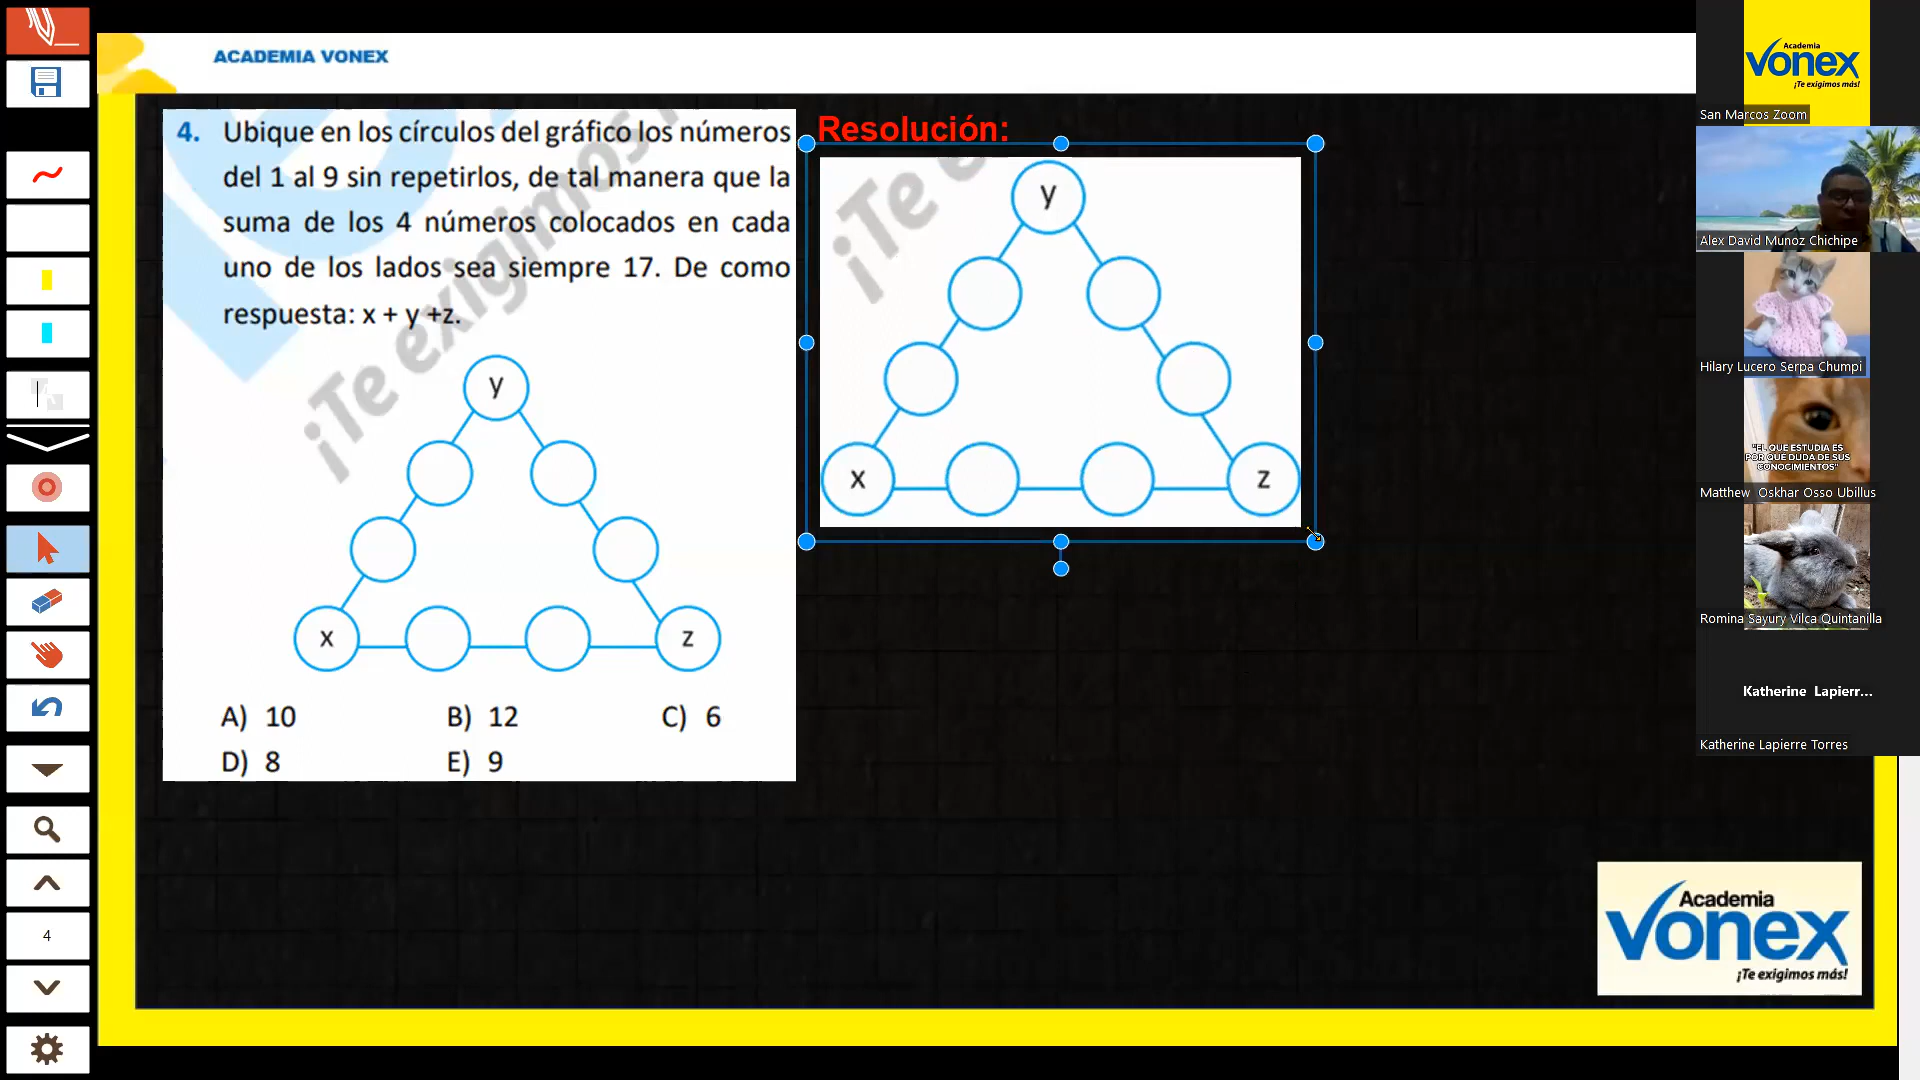 ACADEMIA VONEX
4. Ubique en los círculos del gráfico los números
del 1 al 9 sin repetirlos, de tal manera que la
suma de los 4 números colocados en cada
uno de los lados sea siempre 17. De como
respuesta: x + y +z.
y
x
z
A) 10
B) 12
C) 6
D) 8
E) 9
¡Te exigimos
Resolución:
¡Te e
y
x
z
Academia
vonex
¡Te exigimos más!
San Marcos Zoom
Alex David Munoz Chichipe
Hilary Lucero Serpa Chumpi
"EL QUE ESTUDIA ES
POR QUE DUDA DE SUS
CONOCIMIENTOS"
Matthew Oskhar Osso Ubillus
Romina Sayury Vilca Quintanilla
Katherine Lapierr...
Katherine Lapierre Torres
4
Academia
vonex
¡Te exigimos más!